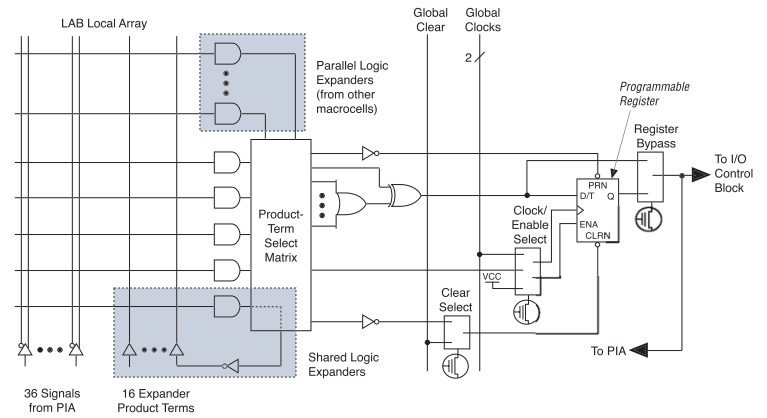 LAB Local Array
Global
Clear
Global
Clocks
2
Parallel Logic
Expanders
(from other
macrocells)
Programmable
Register
Register
Bypass
To I/O
Control
Block
PRN
D/T Q
ENA
CLRN
Product-
Term
Select
Matrix
Clock/
Enable
Select
VCC
Clear
Select
Shared Logic
Expanders
To PIA
36 Signals
from PIA
16 Expander
Product Terms